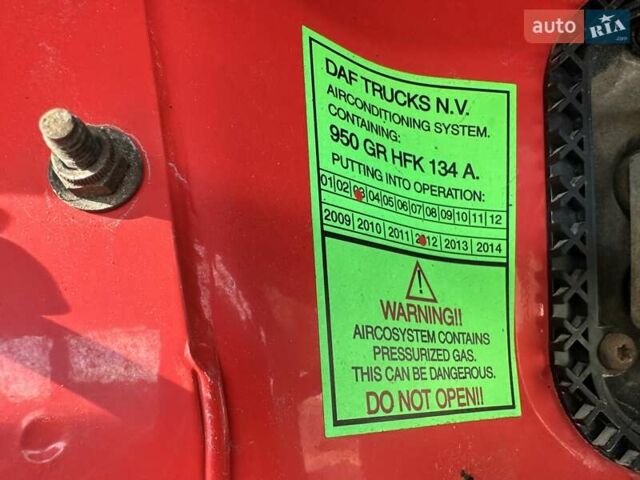 auto RIA.com
DAF TRUCKS N.V.
AIRCONDITIONING SYSTEM.
CONTAINING:
950 GR HFK 134 A.
PUTTING INTO OPERATION:
01 02 03 04 05 06 07 08 09 10 11 12
2009 2010 2011 2012 2013 2014
WARNING!!
AIRCOSYSTEM CONTAINS
PRESSURIZED GAS.
THIS CAN BE DANGEROUS.
DO NOT OPEN!!